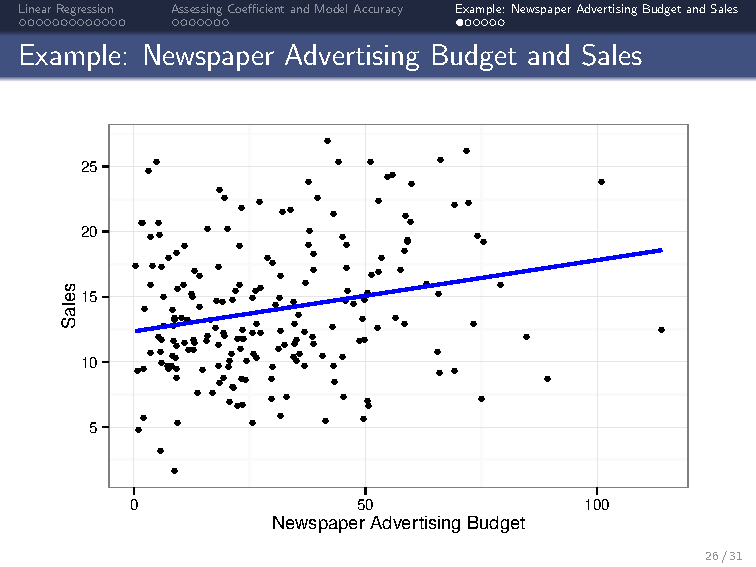 Linear Regression
Assessing Coefficient and Model Accuracy
Example: Newspaper Advertising Budget and Sales
Example: Newspaper Advertising Budget and Sales
25
20
15
10
5
Sales
0
50
100
Newspaper Advertising Budget
26 / 31